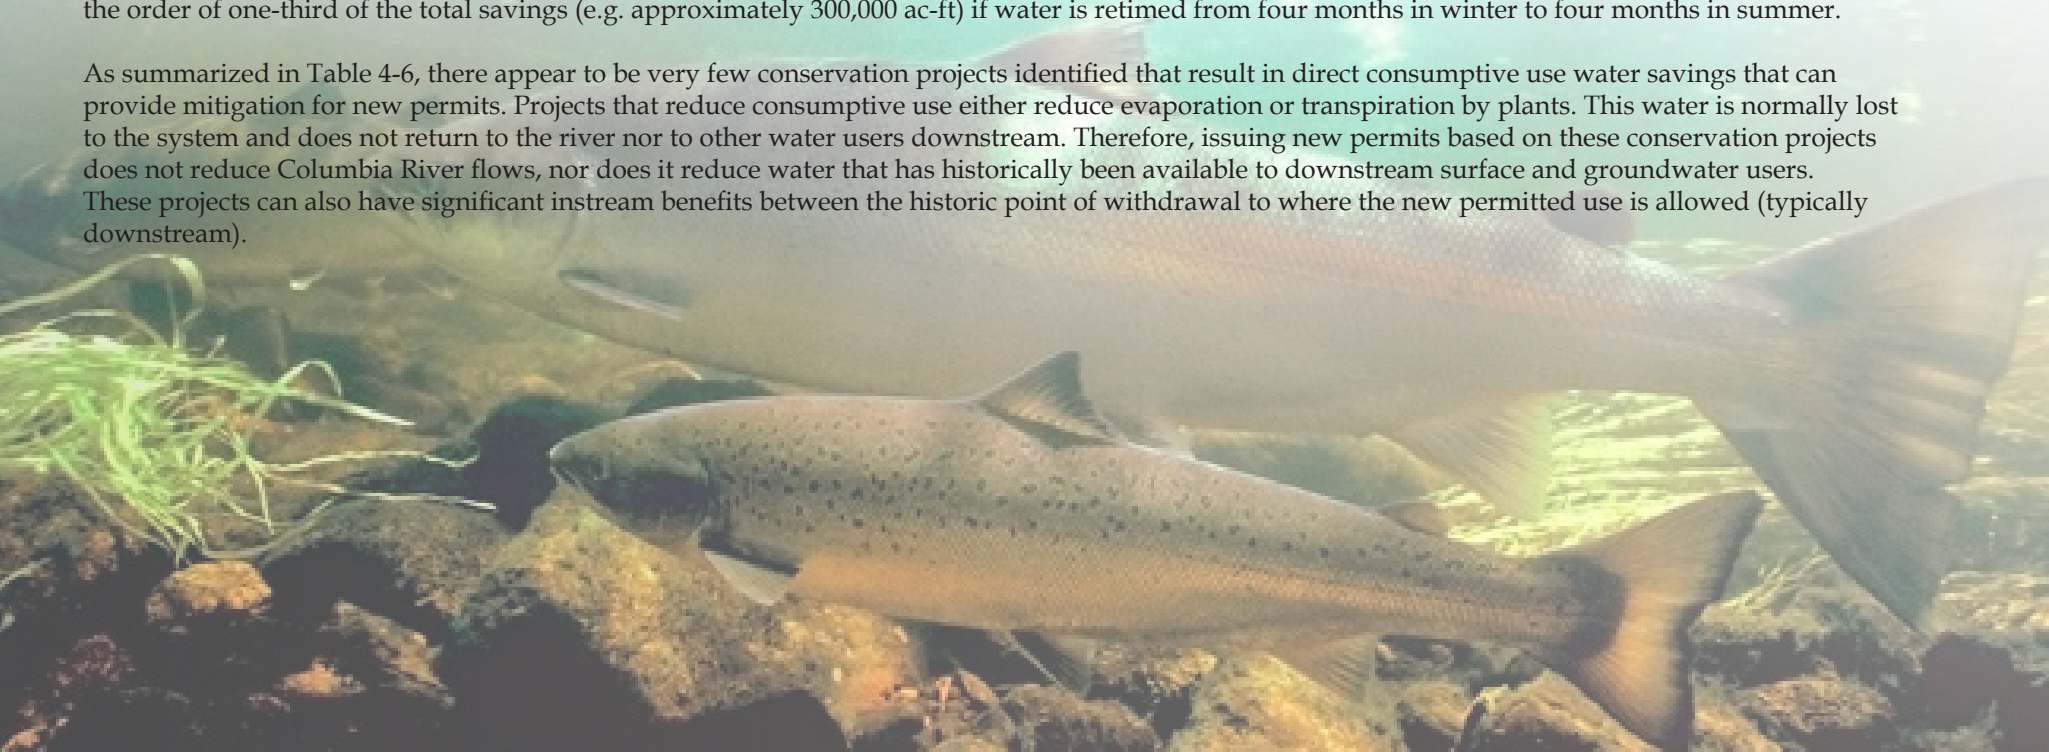 the order of one-third of the total savings (e.g. approximately 300,000 ac-ft) if water is retimed from four months in winter to four months in summer.
As summarized in Table 4-6, there appear to be very few conservation projects identified that result in direct consumptive use water savings that can
provide mitigation for new permits. Projects that reduce consumptive use either reduce evaporation or transpiration by plants. This water is normally lost
to the system and does not return to the river nor to other water users downstream. Therefore, issuing new permits based on these conservation projects
does not reduce Columbia River flows, nor does it reduce water that has historically been available to downstream surface and groundwater users.
These projects can also have significant instream benefits between the historic point of withdrawal to where the new permitted use is allowed (typically
downstream).